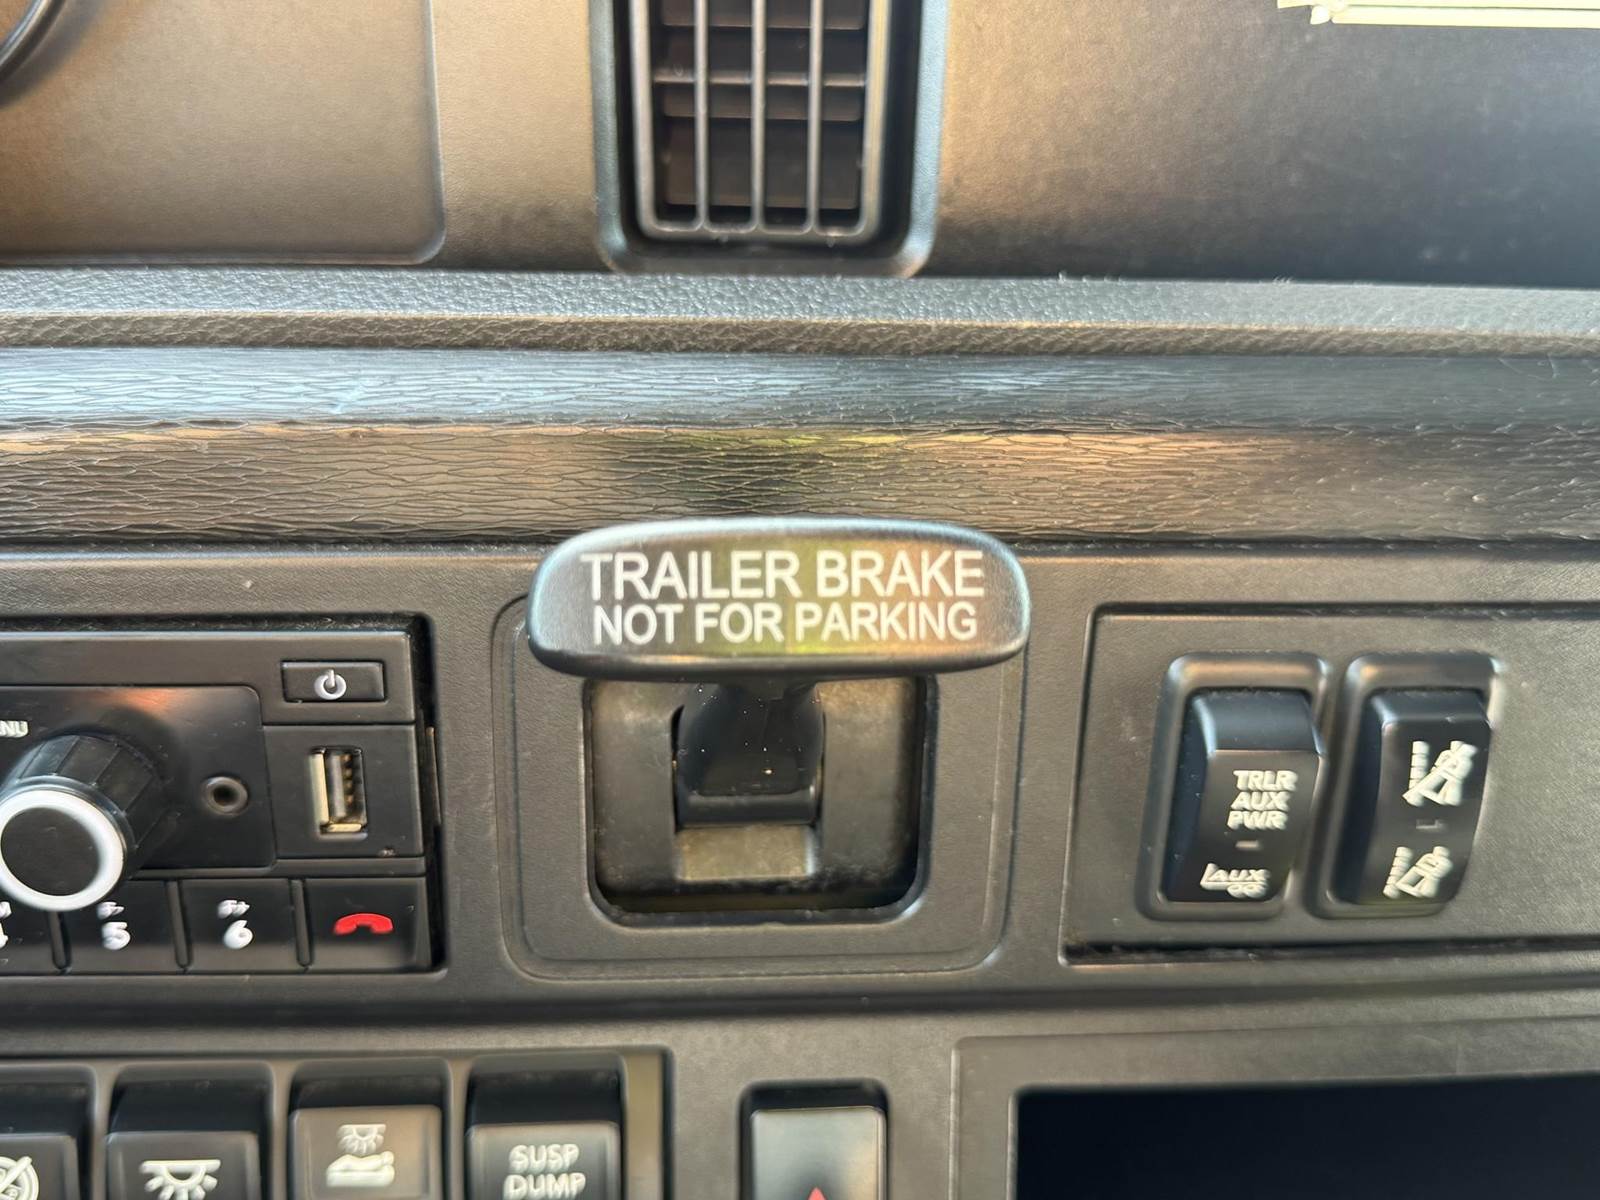 TRAILER BRAKE
NOT FOR PARKING
TRLR
AUX
PWR
AUX
5
6
SUSP
DUMP